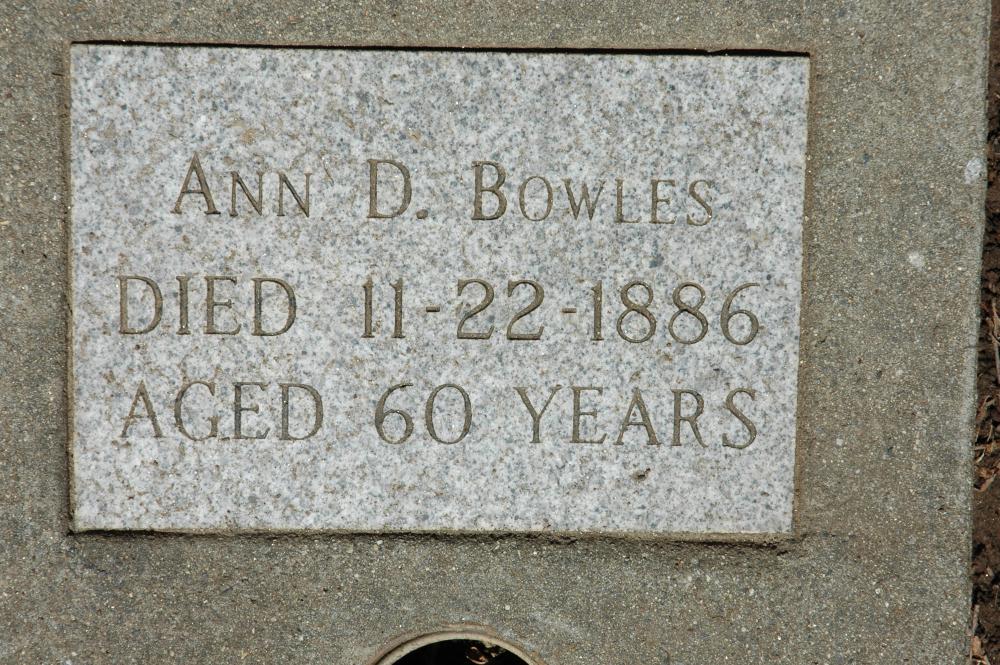 Ann D. Bowles
DIED 11-22-1886
AGED 60 YEARS